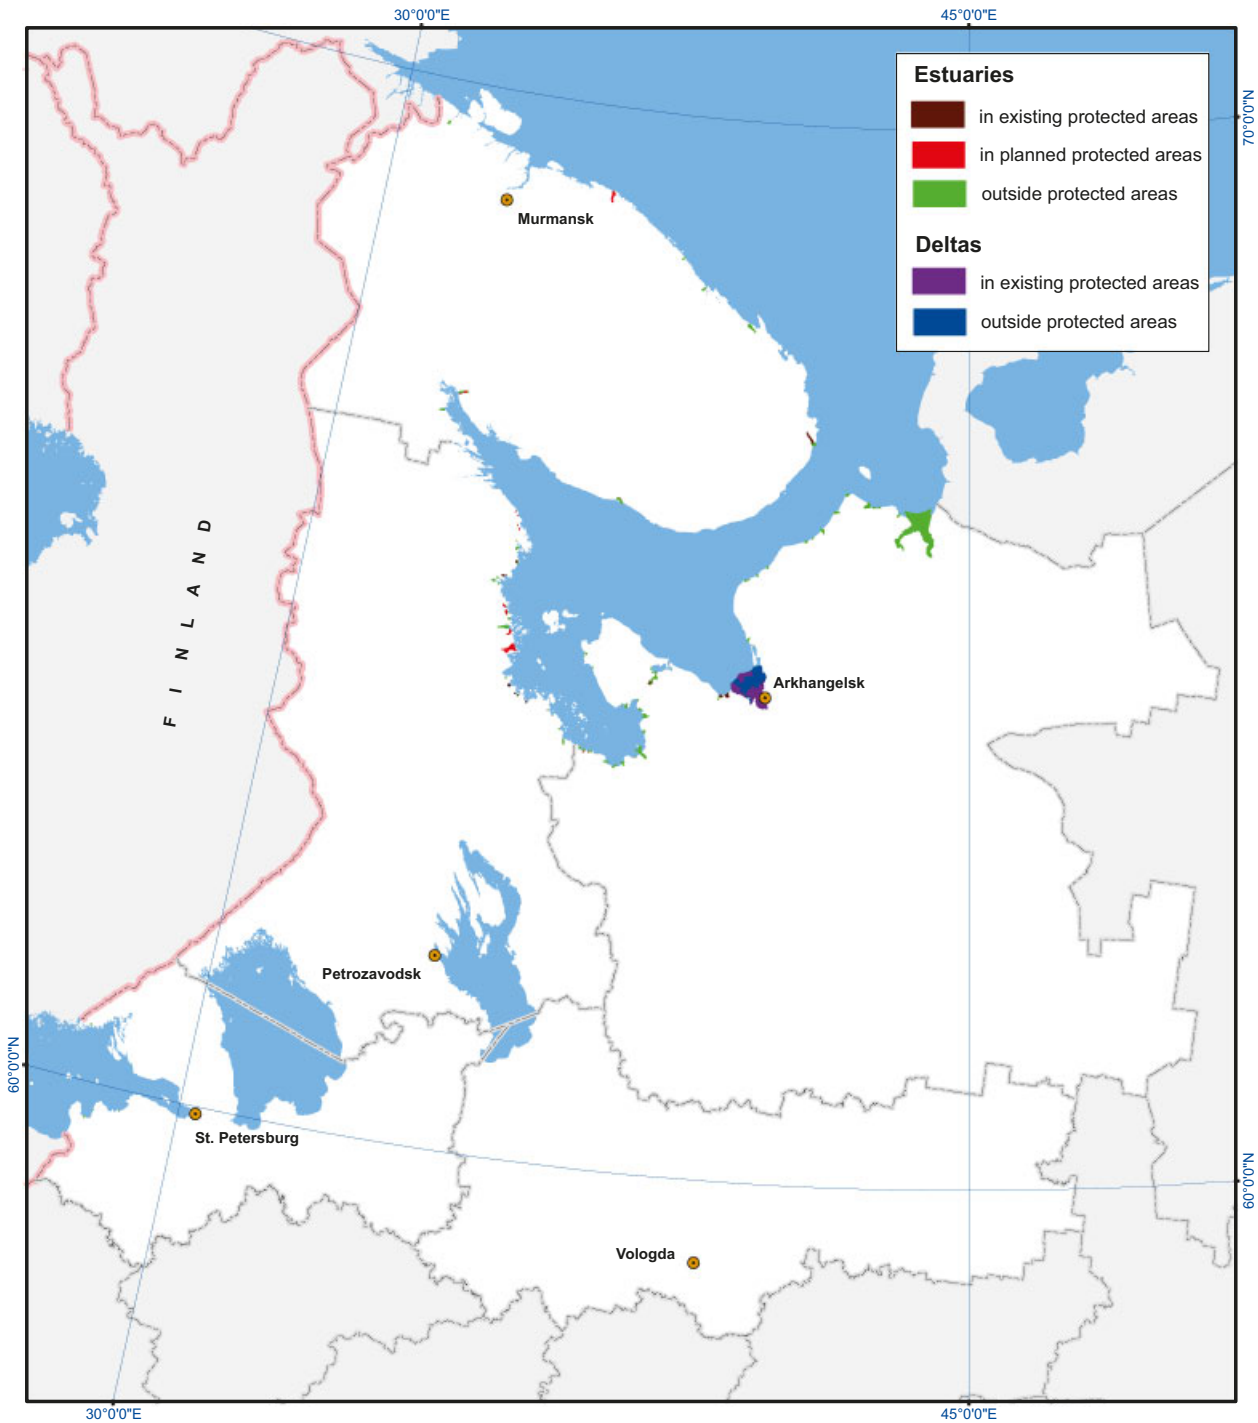 30°0'0"E
45°0'0"E
Estuaries
in existing protected areas
in planned protected areas
outside protected areas
Deltas
in existing protected areas
outside protected areas
70°0'0"N
Murmansk
FINLAND
Arkhangelsk
Petrozavodsk
60°0'0"N
St. Petersburg
60°0'0"N
Vologda
30°0'0"E
45°0'0"E